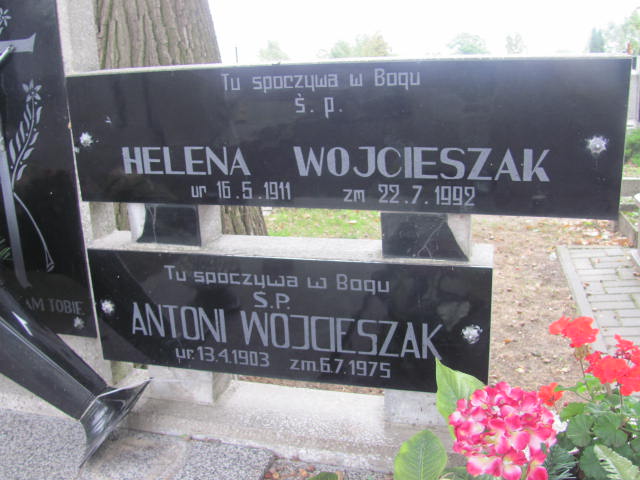 Tu spoczywa w Bogu
Ś. p.
HELENA WOJCIESZAK
ur 16.5.1911 zm 22.7.1992
Tu spoczywa w Bogu
Ś.P.
ANTONI WOJCIESZAK
ur. 13.4.1903 zm. 6.7.1975
AM TOBIE